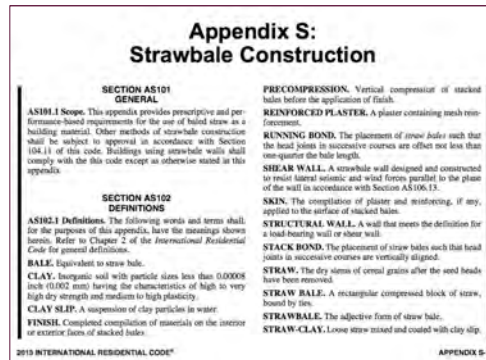 Appendix S:
Strawbale Construction
SECTION AS101
GENERAL
AS101.1 Scope. This appendix provides prescriptive and per-
formance-based requirements for the use of baled straw as a
building material. Other methods of strawbale construction
shall be subject to approval in accordance with Section
104.11 of this code. Buildings using strawbale walls shall
comply with the this code except as otherwise stated in this
appendix
SECTION AS102
DEFINITIONS
AS102.1 Definitions. The following words and terms shall,
for the purposes of this appendix, have the meanings shown
herein. Refer to Chapter 2 of the International Residential
Code for general definitions.
BALE. Equivalent to straw bale.
CLAY. Inorganic soil with particle sizes less than 0.00008
inch (0.002 mm) having the characteristics of high to very
high dry strength and medium to high plasticity.
CLAY SLIP. A suspension of clay particles in water.
FINISH. Completed compilation of materials on the interior
or exterior faces of stacked bales.
PRECOMPRESSION. Vertical compression of stacked
bales before the application of finish.
REINFORCED PLASTER. A plaster containing mesh rein-
forcement.
RUNNING BOND. The placement of straw bales such that
the head joints in successive courses are offset not less than
one-quarter the bale length.
SHEAR WALL. A strawbale wall designed and constructed
to resist lateral seismic and wind forces parallel to the plane
of the wall in accordance with Section AS106.13.
SKIN. The compilation of plaster and reinforcing, if any,
applied to the surface of stacked bales.
STRUCTURAL WALL. A wall that meets the definition for
a load-bearing wall or shear wall.
STACK BOND. The placement of straw bales such that head
joints in successive courses are vertically aligned.
STRAW. The dry stems of cereal grains after the seed heads
have been removed.
STRAW BALE. A rectangular compressed block of straw,
bound by ties.
STRAWBALE. The adjective form of straw bale.
STRAW-CLAY. Loose straw mixed and coated with clay slip.
2015 INTERNATIONAL RESIDENTIAL CODE®
APPENDIX S-